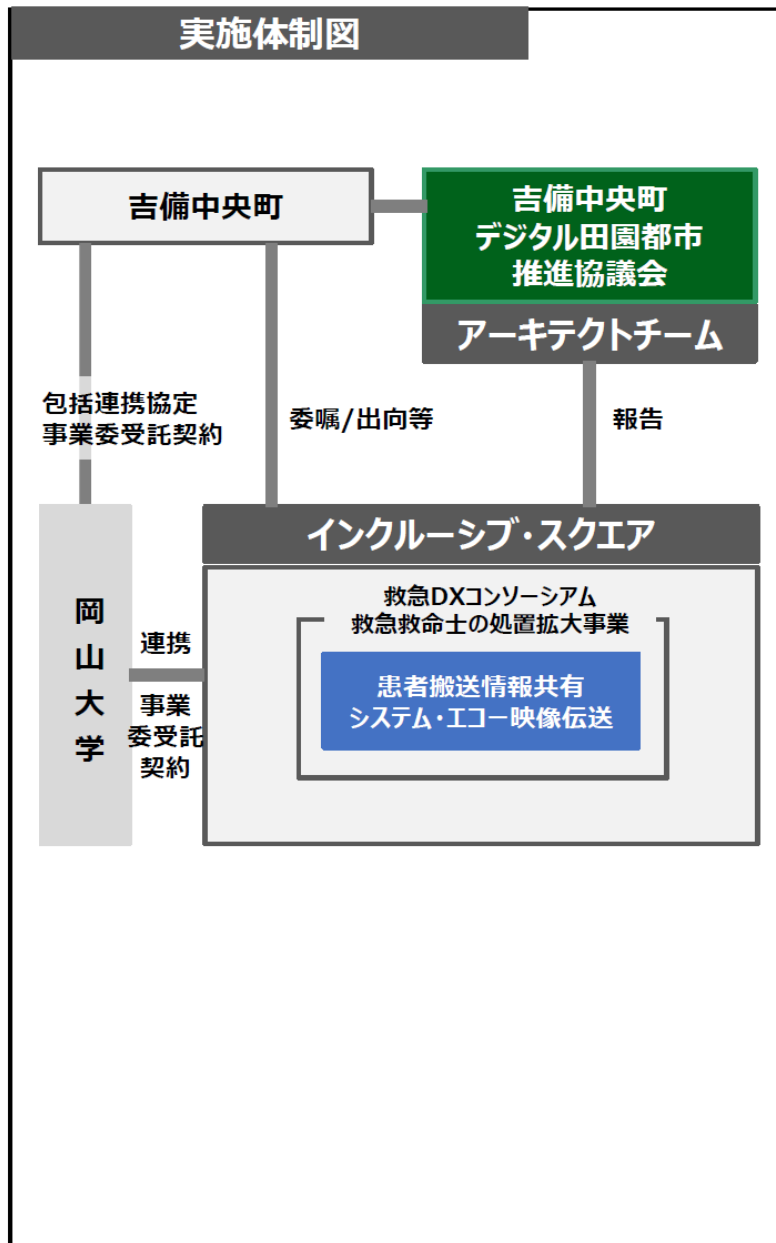 実施体制図
吉備中央町
吉備中央町
デジタル田園都市
推進協議会
アーキテクトチーム
包括連携協定
事業委受託契約
委嘱/出向等
報告
インクルーシブ・スクエア
岡山大学
連携
事業
委受託
契約
救急DXコンソーシアム
救急救命士の処置拡大事業
患者搬送情報共有
システム・エコー映像伝送